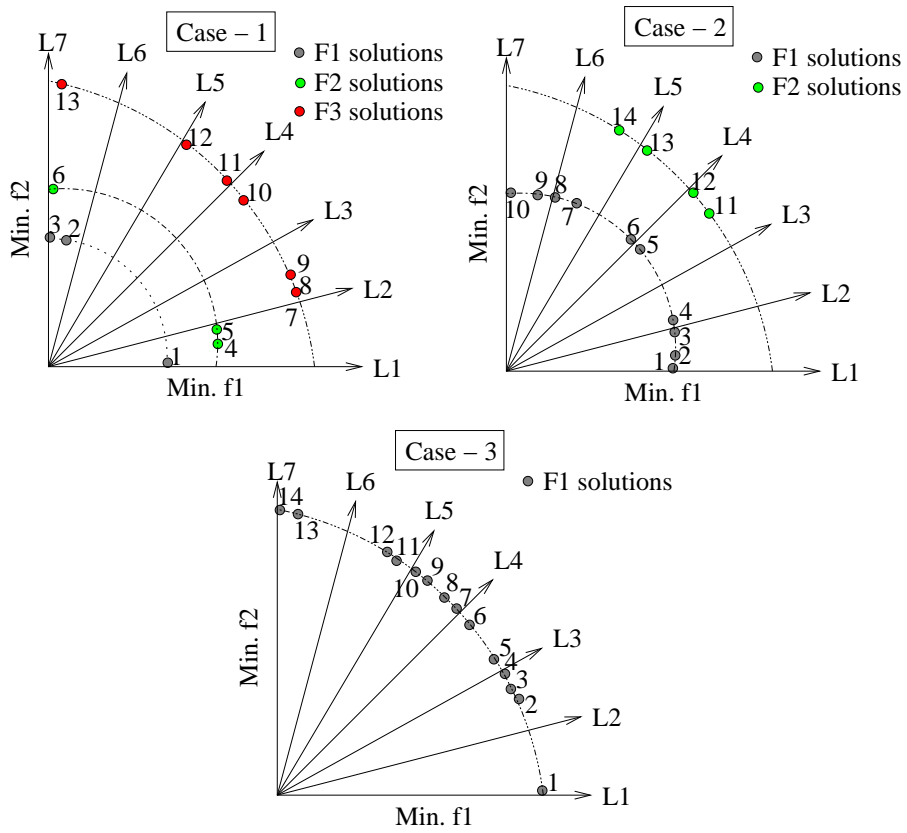 Case – 1
F1 solutions
F2 solutions
F3 solutions
L7
L6
L5
L4
L3
L2
L1
13
12
11
10
9
8
7
6
5
4
3
2
1
Min. f2
Min. f1
Case – 2
F1 solutions
F2 solutions
L7
L6
L5
L4
L3
L2
L1
14
13
12
11
10
9
8
7
6
5
4
3
2
1
Min. f2
Min. f1
Case – 3
F1 solutions
L7
L6
L5
L4
L3
L2
L1
14
13
12
11
10
9
8
7
6
5
4
3
2
1
Min. f2
Min. f1